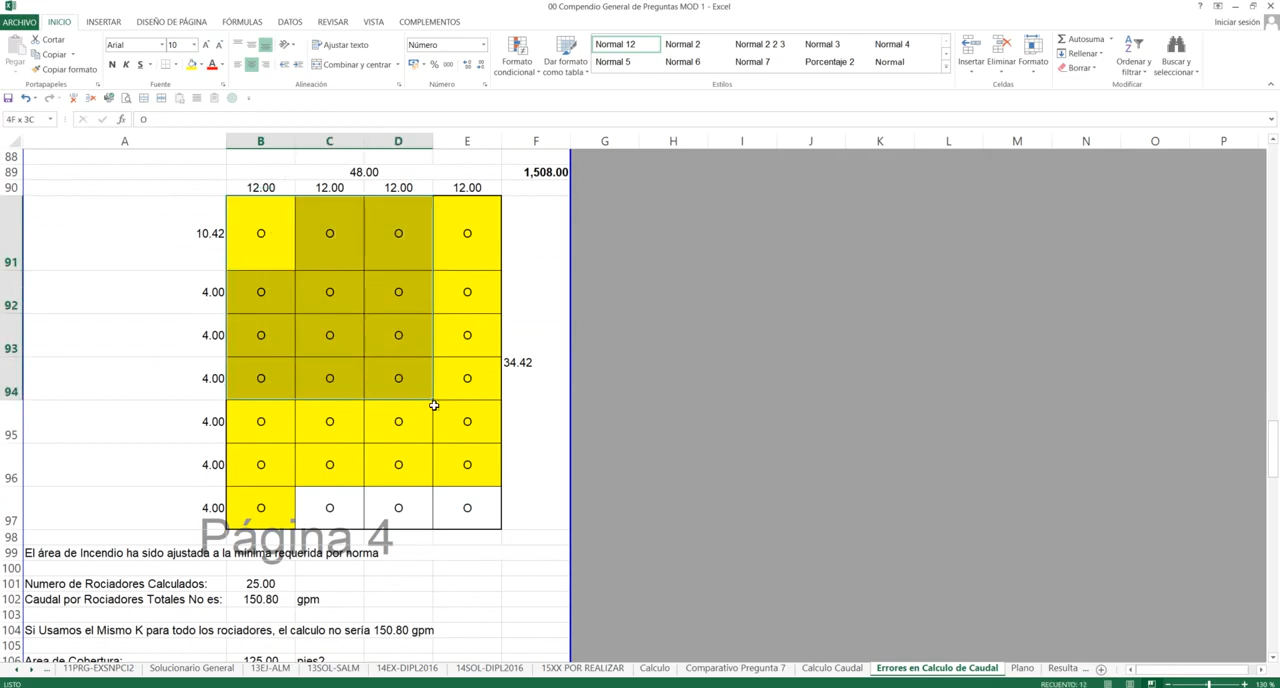 00 Compendio General de Preguntas MOD 1 - Excel
ARCHIVO INICIO INSERTAR DISEÑO DE PÁGINA FÓRMULAS DATOS REVISAR VISTA COMPLEMENTOS Iniciar sesión
Pegar Cortar Copiar Copiar formato
Arial 10
N K S
Ajustar texto
Combinar y centrar
Número
% 000
Formato condicional Dar formato como tabla
Normal 12 Normal 2 Normal 2 2 3 Normal 3 Normal 4
Normal 5 Normal 6 Normal 7 Porcentaje 2 Normal
Insertar Eliminar Formato
Autosuma Rellenar Borrar
Ordenar y filtrar Buscar y seleccionar
Portapapeles Fuente Alineación Número Estilos Celdas Modificar
4F x 3C fx O
A B C D E F G H I J K L M N O P
88
89 48.00 1,508.00
90 12.00 12.00 12.00 12.00
91 10.42 O O O O
92 4.00 O O O O
93 4.00 O O O O
34.42
94 4.00 O O O O
95 4.00 O O O O
96 4.00 O O O O
97 4.00 O O O O
Página 4
98
99 El área de Incendio ha sido ajustada a la minima requerida por norma
100
101 Numero de Rociadores Calculados: 25.00
102 Caudal por Rociadores Totales No es: 150.80 gpm
103
104 Si Usamos el Mismo K para todo los rociadores, el calculo no sería 150.80 gpm
105
106 Area de Cobertura: 125.00 pies2
... 11PRG-EXSNPCI2 Solucionario General 13EJ-ALM 13SOL-SALM 14EX-DIPL2016 14SOL-DIPL2016 15XX POR REALIZAR Calculo Comparativo Pregunta 7 Calculo Caudal Errores en Calculo de Caudal Plano Resulta ...
LISTO RECUENTO: 12 130 %